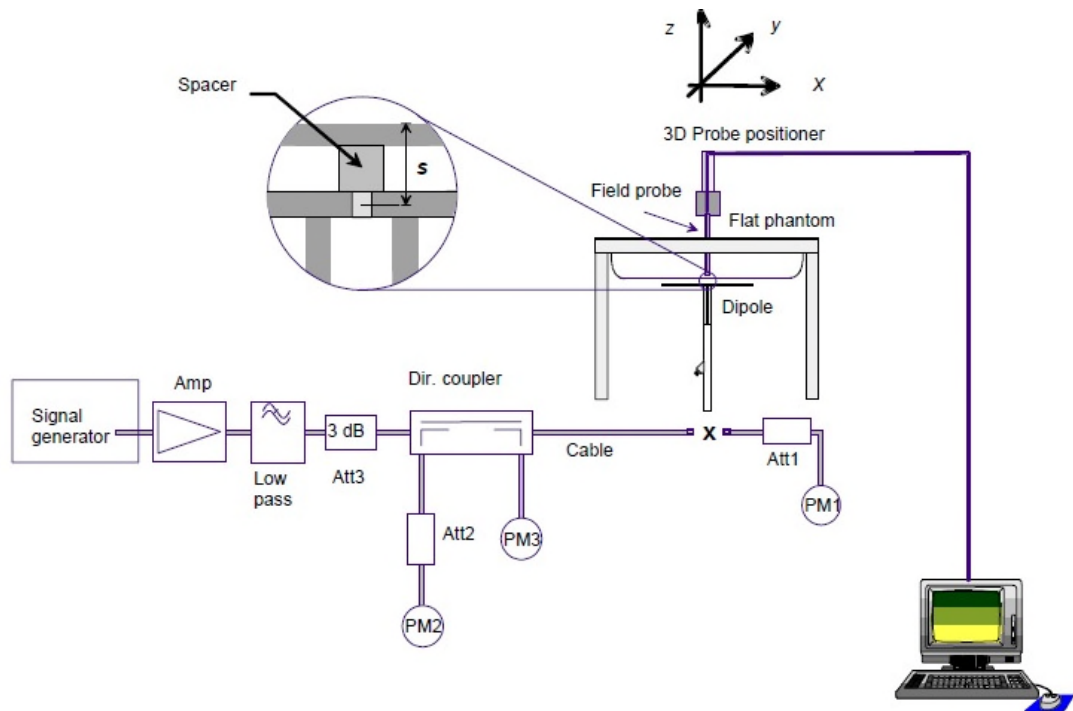 z
y
X
Spacer
s
3D Probe positioner
Field probe
Flat phantom
Dipole
Signal
generator
Amp
Low
pass
3 dB
Att3
Dir. coupler
Cable
X
Att1
PM1
Att2
PM3
PM2